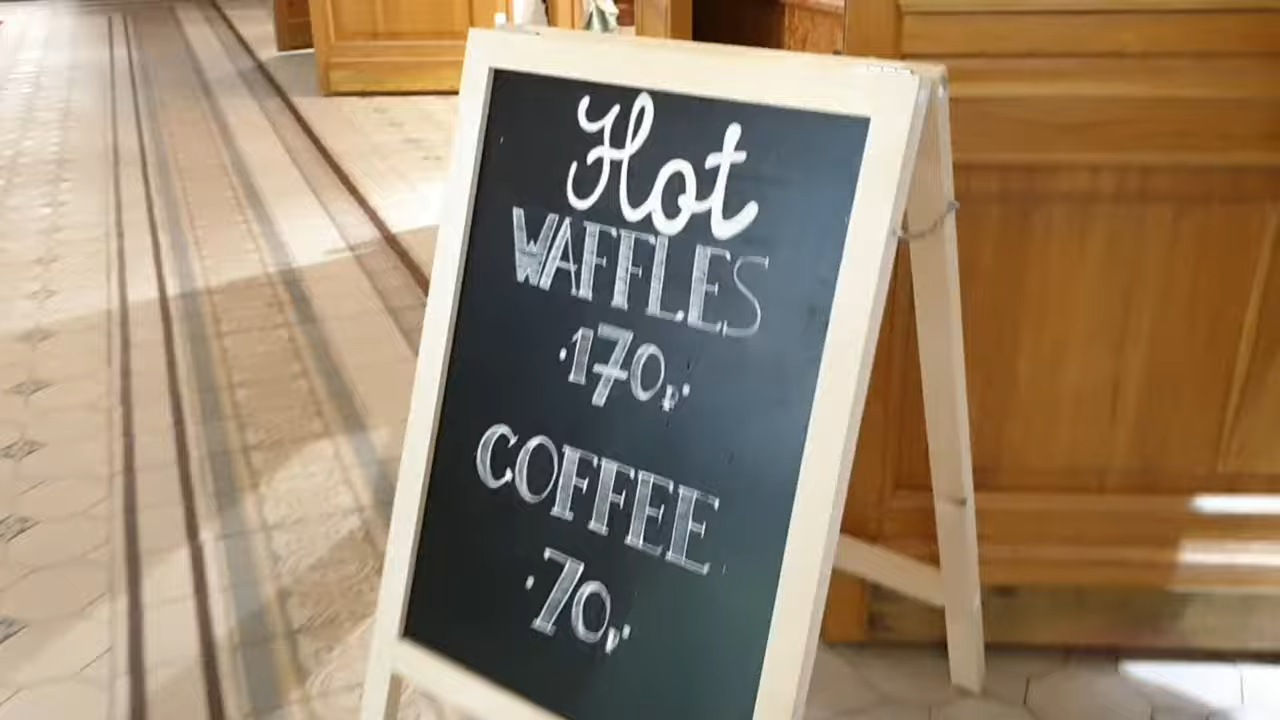 Hot
WAFFLES
·170р·
COFFEE
·70р·